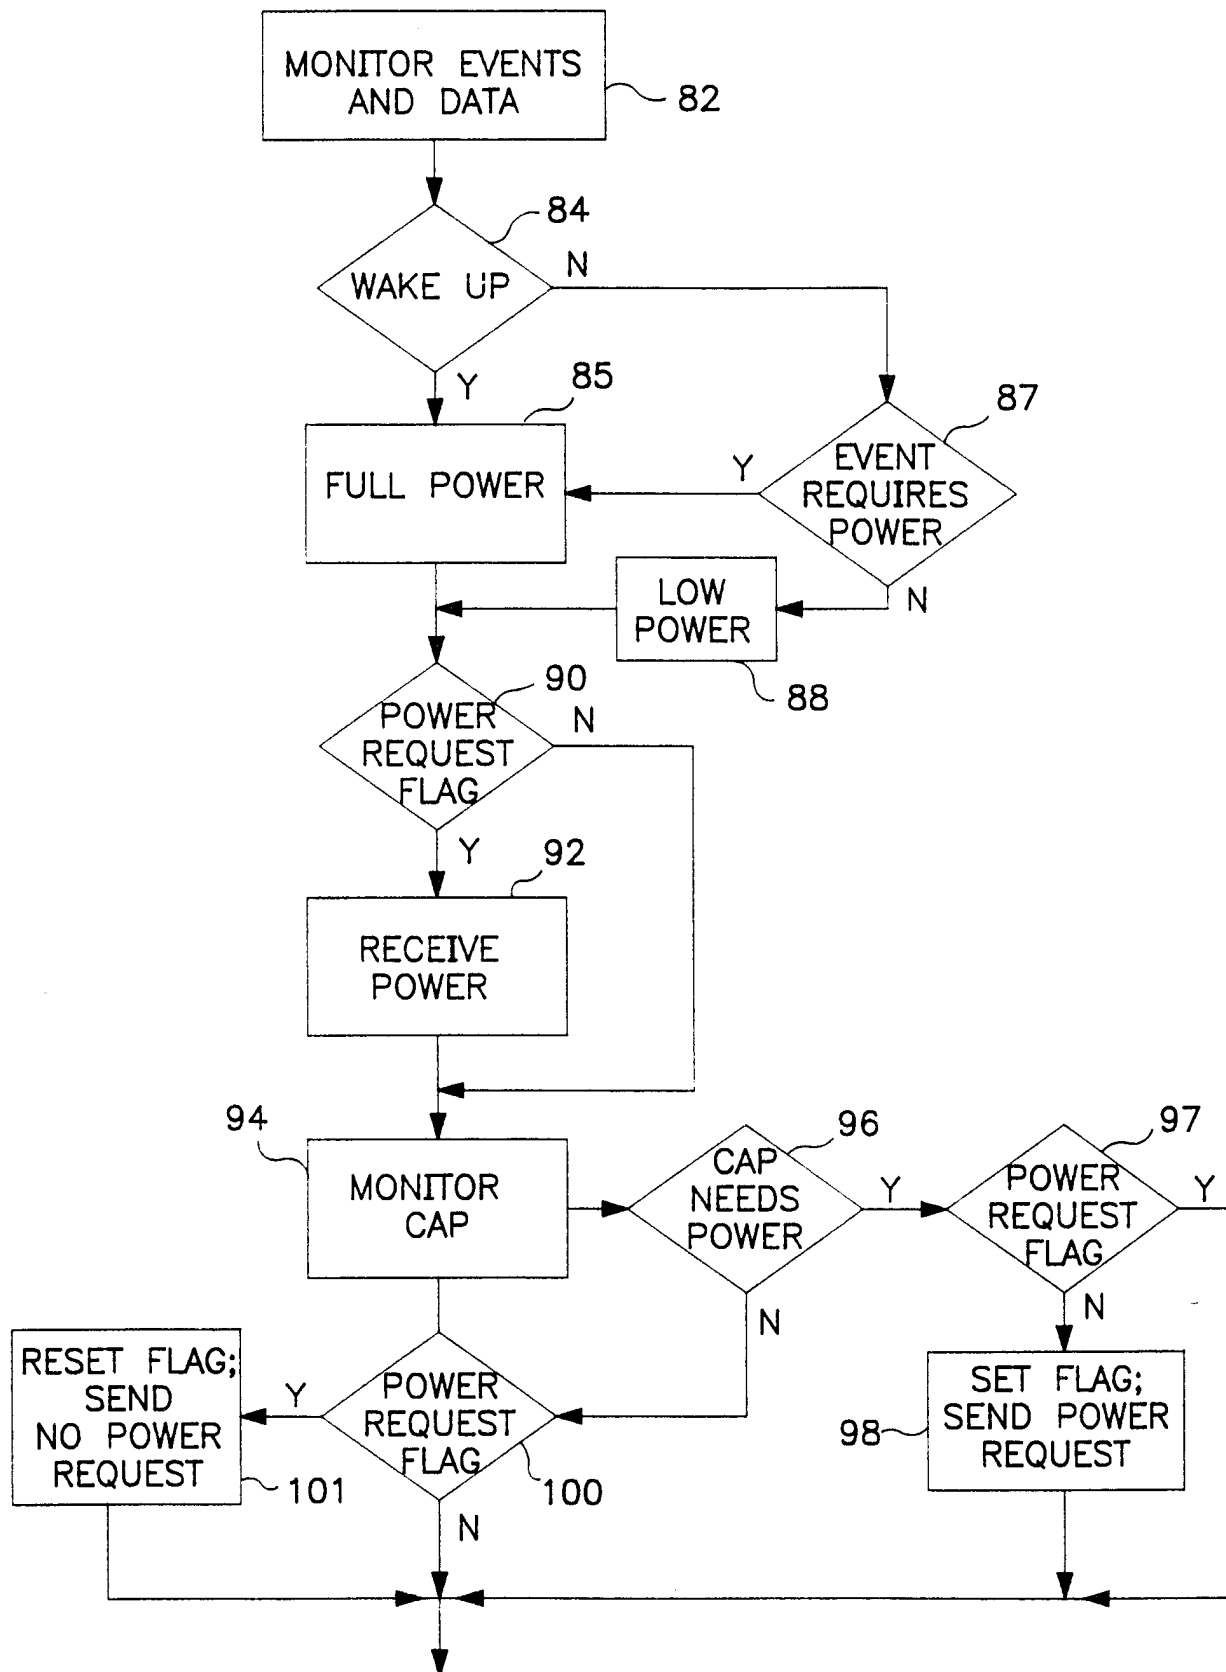 MONITOR EVENTS
AND DATA
82
84
WAKE UP
N
Y
85
87
FULL POWER
Y
EVENT
REQUIRES
POWER
N
LOW
POWER
88
90
POWER
REQUEST
FLAG
N
Y
92
RECEIVE
POWER
94
MONITOR
CAP
96
CAP
NEEDS
POWER
Y
97
POWER
REQUEST
FLAG
Y
N
N
RESET FLAG;
SEND
NO POWER
REQUEST
101
Y
POWER
REQUEST
FLAG
100
N
SET FLAG;
SEND POWER
REQUEST
98